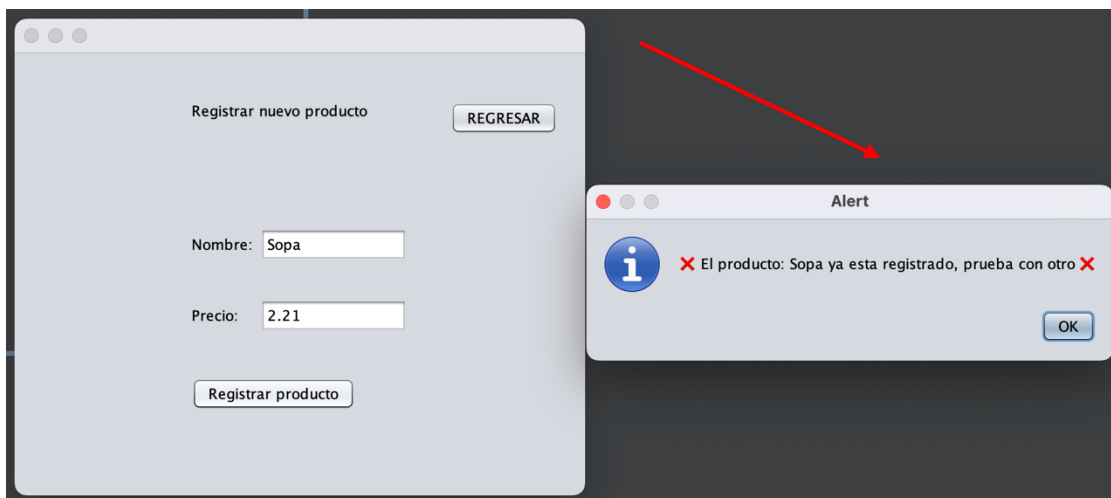 Registrar nuevo producto
REGRESAR
Nombre: Sopa
Precio: 2.21
Registrar producto
Alert
❌ El producto: Sopa ya esta registrado, prueba con otro ❌
OK